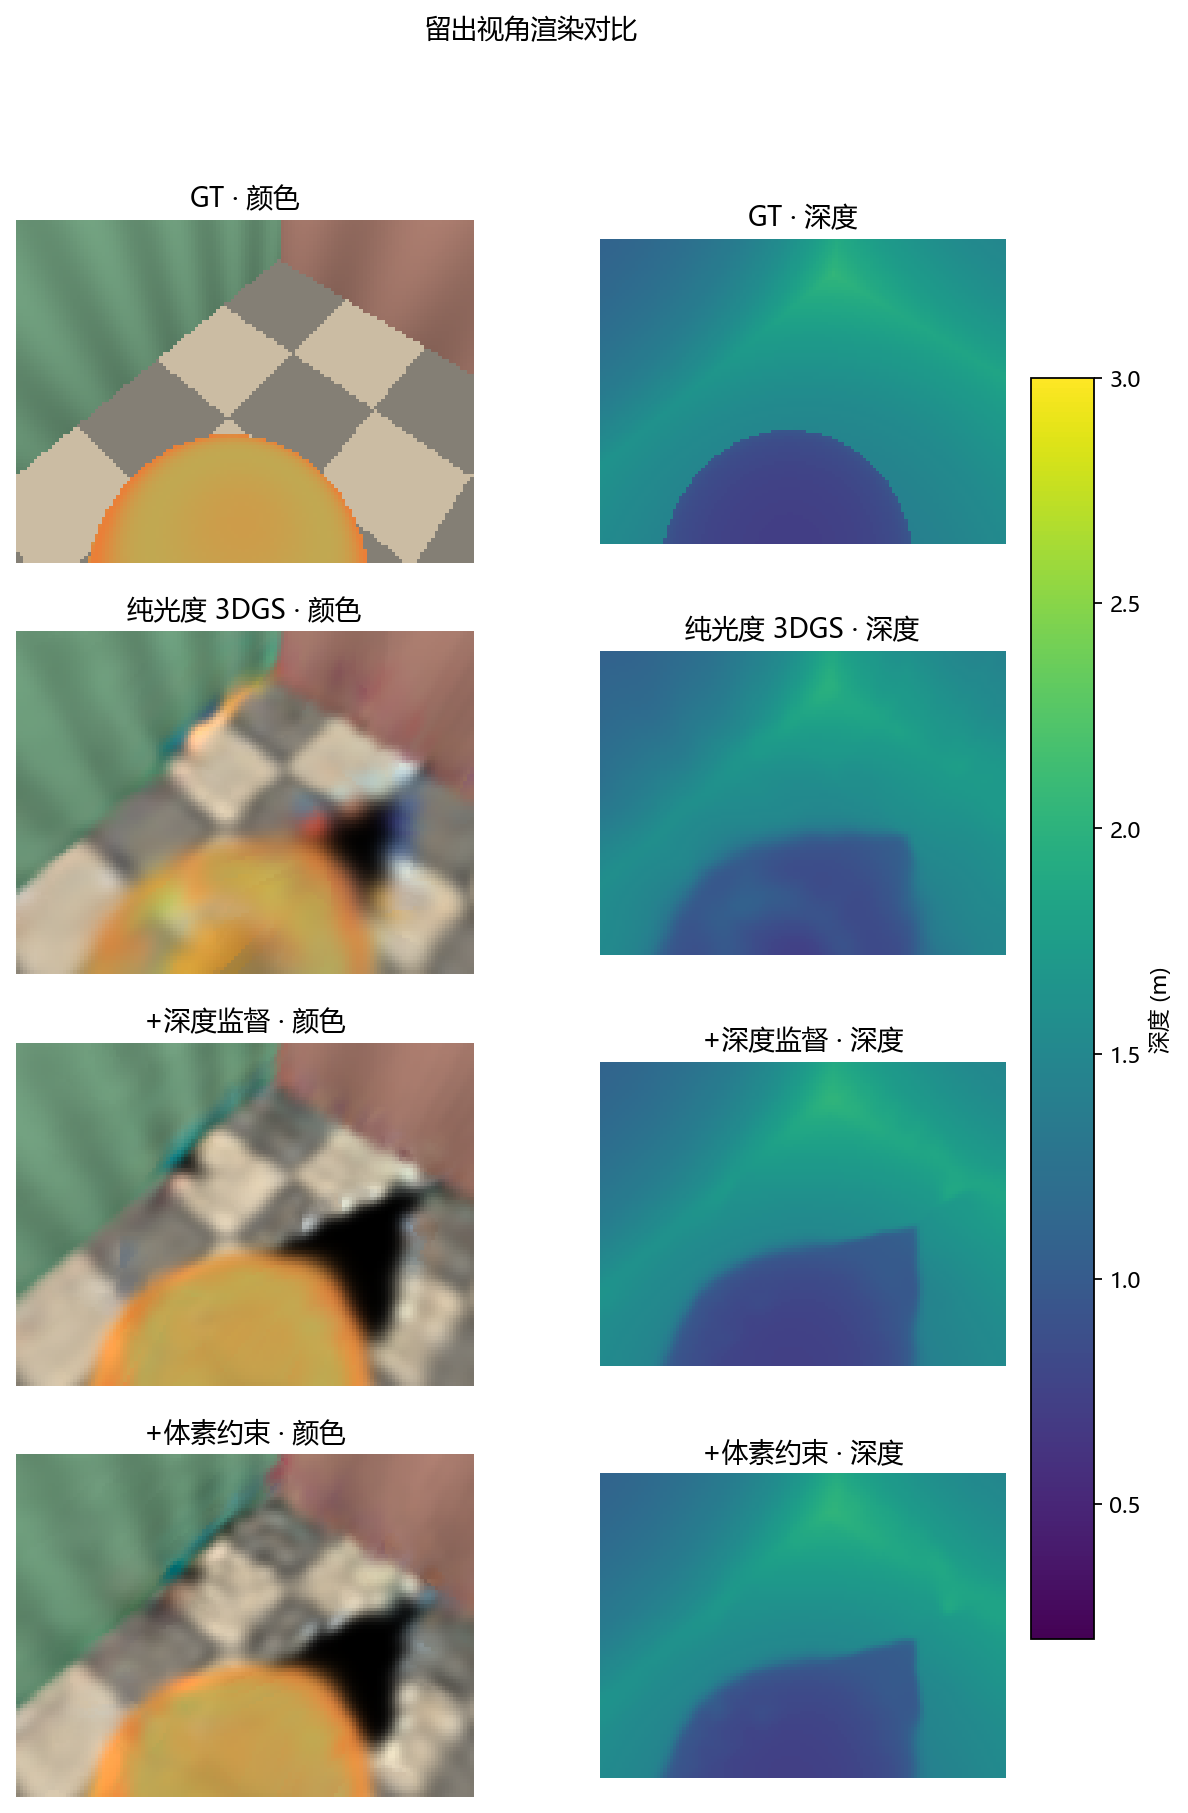 留出视角渲染对比
GT · 颜色
GT · 深度
纯光度 3DGS · 颜色
纯光度 3DGS · 深度
+深度监督 · 颜色
+深度监督 · 深度
+体素约束 · 颜色
+体素约束 · 深度
3.0
2.5
2.0
1.5
1.0
0.5
深度 (m)